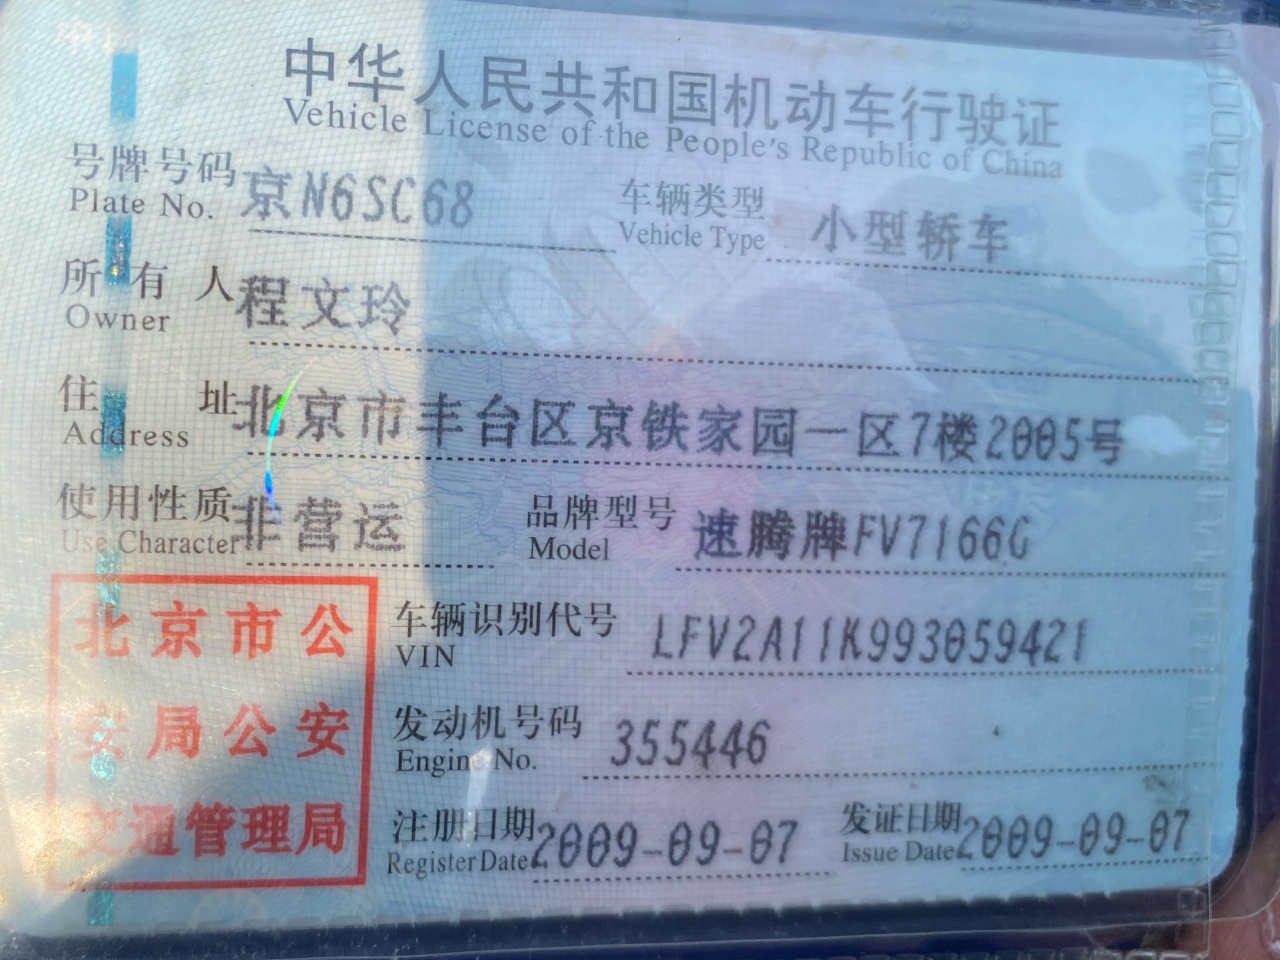 中华人民共和国机动车行驶证
Vehicle License of the People's Republic of China
号牌号码 京N6SC68 车辆类型 小型轿车
Plate No. Vehicle Type
所有人 程文玲
Owner
住址 北京市丰台区京铁家园一区7楼2005号
Address
使用性质 非营运 品牌型号 速腾牌FV7166G
Use Character Model
北京市公
安局公安
交通管理局
车辆识别代号 LFV2A11K993059421
VIN
发动机号码 355446
Engine No.
注册日期 2009-09-07 发证日期 2009-09-07
Register Date Issue Date